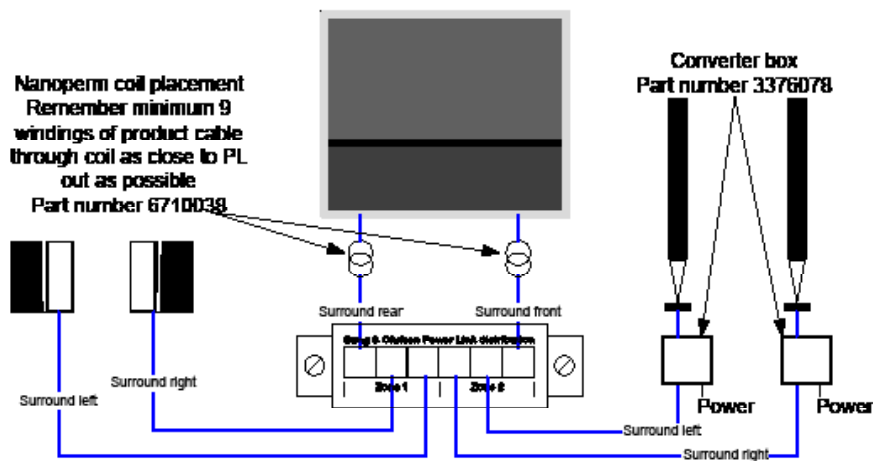 Nanoperm coil placement
Remember minimum 9
windings of product cable
through coil as close to PL
out as possible
Part number 6710038
Converter box
Part number 3376078
Surround rear
Surround front
Bang & Olufsen Power Link distribution
Zone 1
Zone 2
Surround left
Surround right
Power
Power
Surround left
Surround right